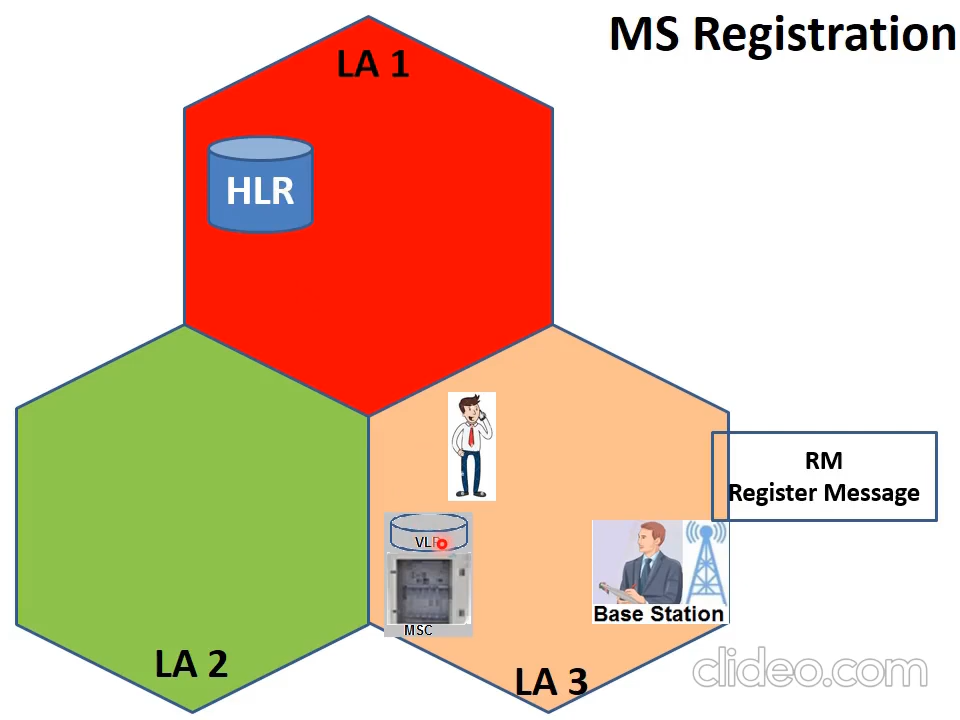 MS Registration
LA 1
HLR
RM
Register Message
VLR
MSC
Base Station
LA 2
LA 3
clideo.com